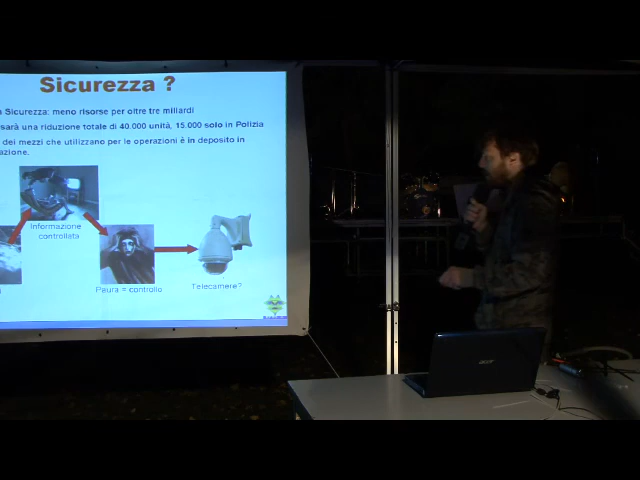 Sicurezza ?
a Sicurezza: meno risorse per oltre tre miliardi
sarà una riduzione totale di 40.000 unità, 15.000 solo in Polizia
dei mezzi che utilizzano per le operazioni è in deposito in
azione.
Informazione
controllata
Paura = controllo
Telecamere?
acer